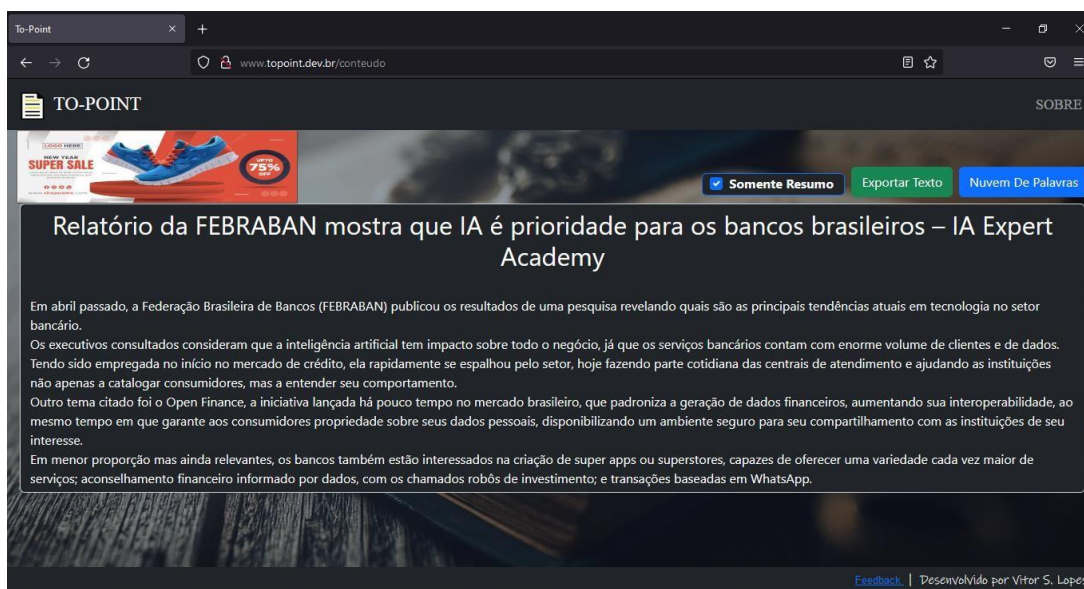 To-Point
www.topoint.dev.br/conteudo
TO-POINT
SOBRE
LOGO HERE
NEW YEAR
SUPER SALE
UPTO
75%
OFF
Somente Resumo
Exportar Texto
Nuvem De Palavras
Relatório da FEBRABAN mostra que IA é prioridade para os bancos brasileiros – IA Expert
Academy
Em abril passado, a Federação Brasileira de Bancos (FEBRABAN) publicou os resultados de uma pesquisa revelando quais são as principais tendências atuais em tecnologia no setor
bancário.
Os executivos consultados consideram que a inteligência artificial tem impacto sobre todo o negócio, já que os serviços bancários contam com enorme volume de clientes e de dados.
Tendo sido empregada no início no mercado de crédito, ela rapidamente se espalhou pelo setor, hoje fazendo parte cotidiana das centrais de atendimento e ajudando as instituições
não apenas a catalogar consumidores, mas a entender seu comportamento.
Outro tema citado foi o Open Finance, a iniciativa lançada há pouco tempo no mercado brasileiro, que padroniza a geração de dados financeiros, aumentando sua interoperabilidade, ao
mesmo tempo em que garante aos consumidores propriedade sobre seus dados pessoais, disponibilizando um ambiente seguro para seu compartilhamento com as instituições de seu
interesse.
Em menor proporção mas ainda relevantes, os bancos também estão interessados na criação de super apps ou superstores, capazes de oferecer uma variedade cada vez maior de
serviços; aconselhamento financeiro informado por dados, com os chamados robôs de investimento; e transações baseadas em WhatsApp.
Feedback | Desenvolvido por Vitor S. Lopes